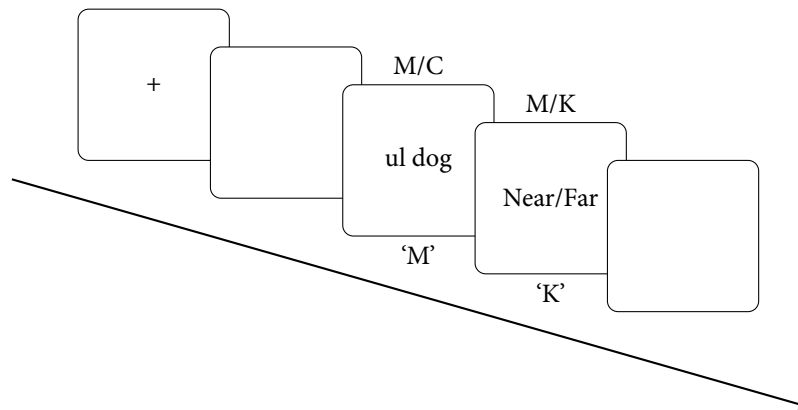 +
M/C
ul dog
'M'
M/K
Near/Far
‘K’